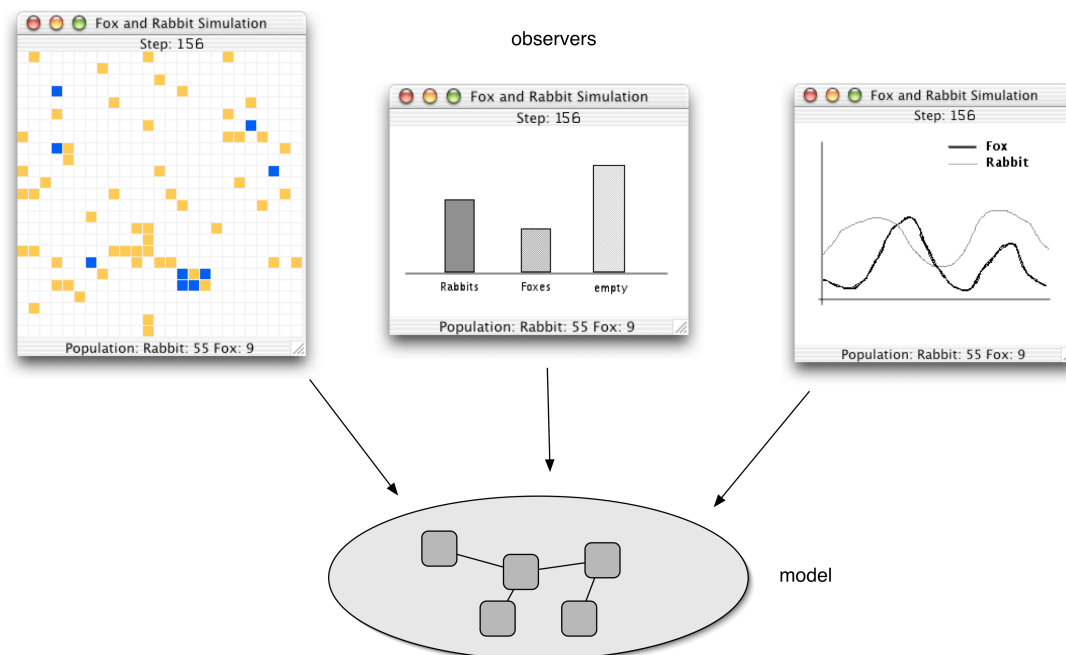 Fox and Rabbit Simulation
Step: 156
Population: Rabbit: 55 Fox: 9
observers
Fox and Rabbit Simulation
Step: 156
Rabbits Foxes empty
Population: Rabbit: 55 Fox: 9
Fox and Rabbit Simulation
Step: 156
Fox
Rabbit
Population: Rabbit: 55 Fox: 9
model